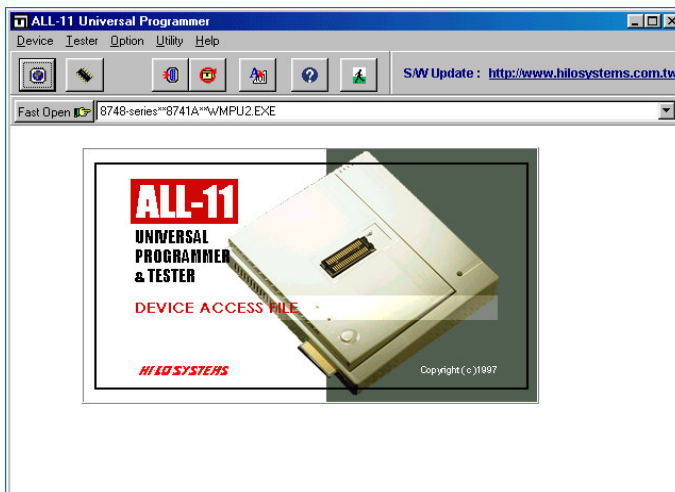 ALL-11 Universal Programmer
Device Tester Option Utility Help
S/W Update : http://www.hilosystems.com.tw
Fast Open 8748-series**8741A**WMPU2.EXE
ALL-11
UNIVERSAL
PROGRAMMER
& TESTER
DEVICE ACCESS FILE
HI-LO SYSTEMS
Copyright ( c )1997